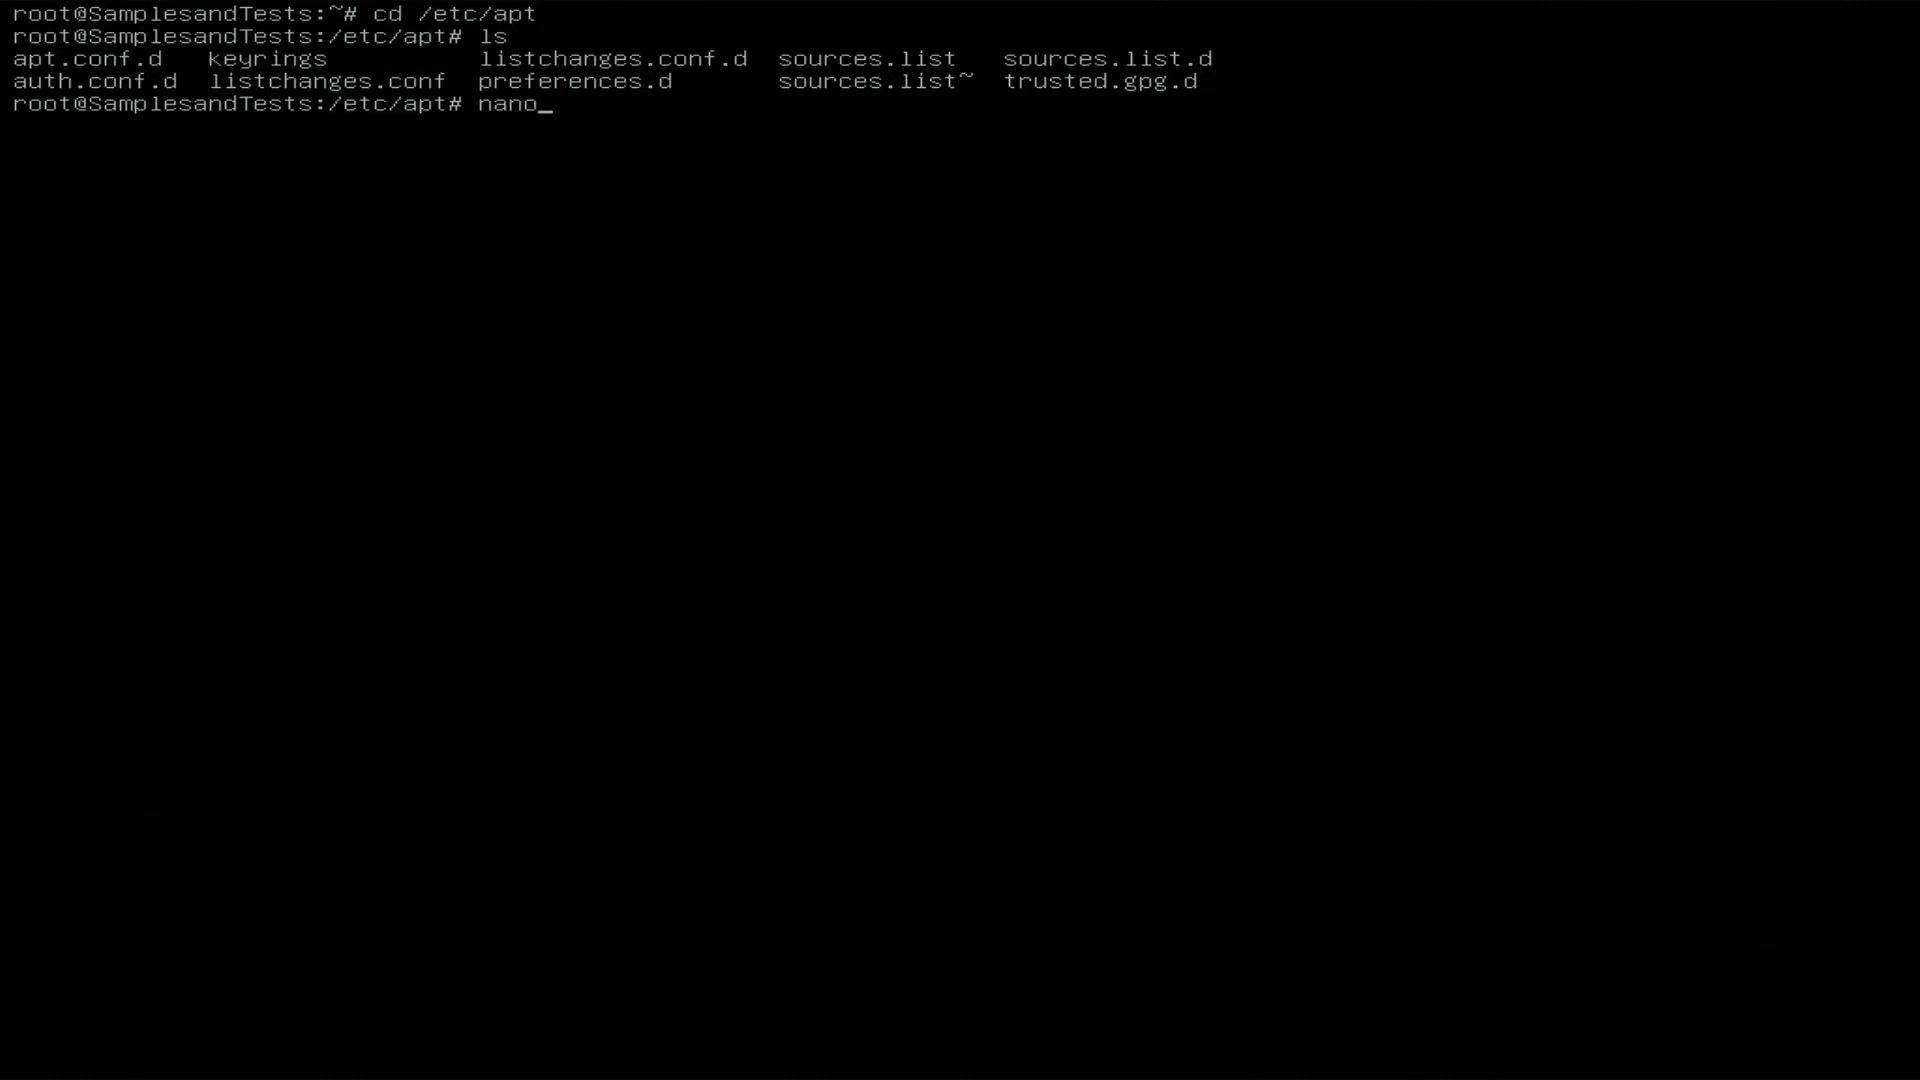 root@SamplesandTests:~# cd /etc/apt
root@SamplesandTests:/etc/apt# ls
apt.conf.d   keyrings          listchanges.conf.d  sources.list   sources.list.d
auth.conf.d  listchanges.conf  preferences.d       sources.list~  trusted.gpg.d
root@SamplesandTests:/etc/apt# nano_